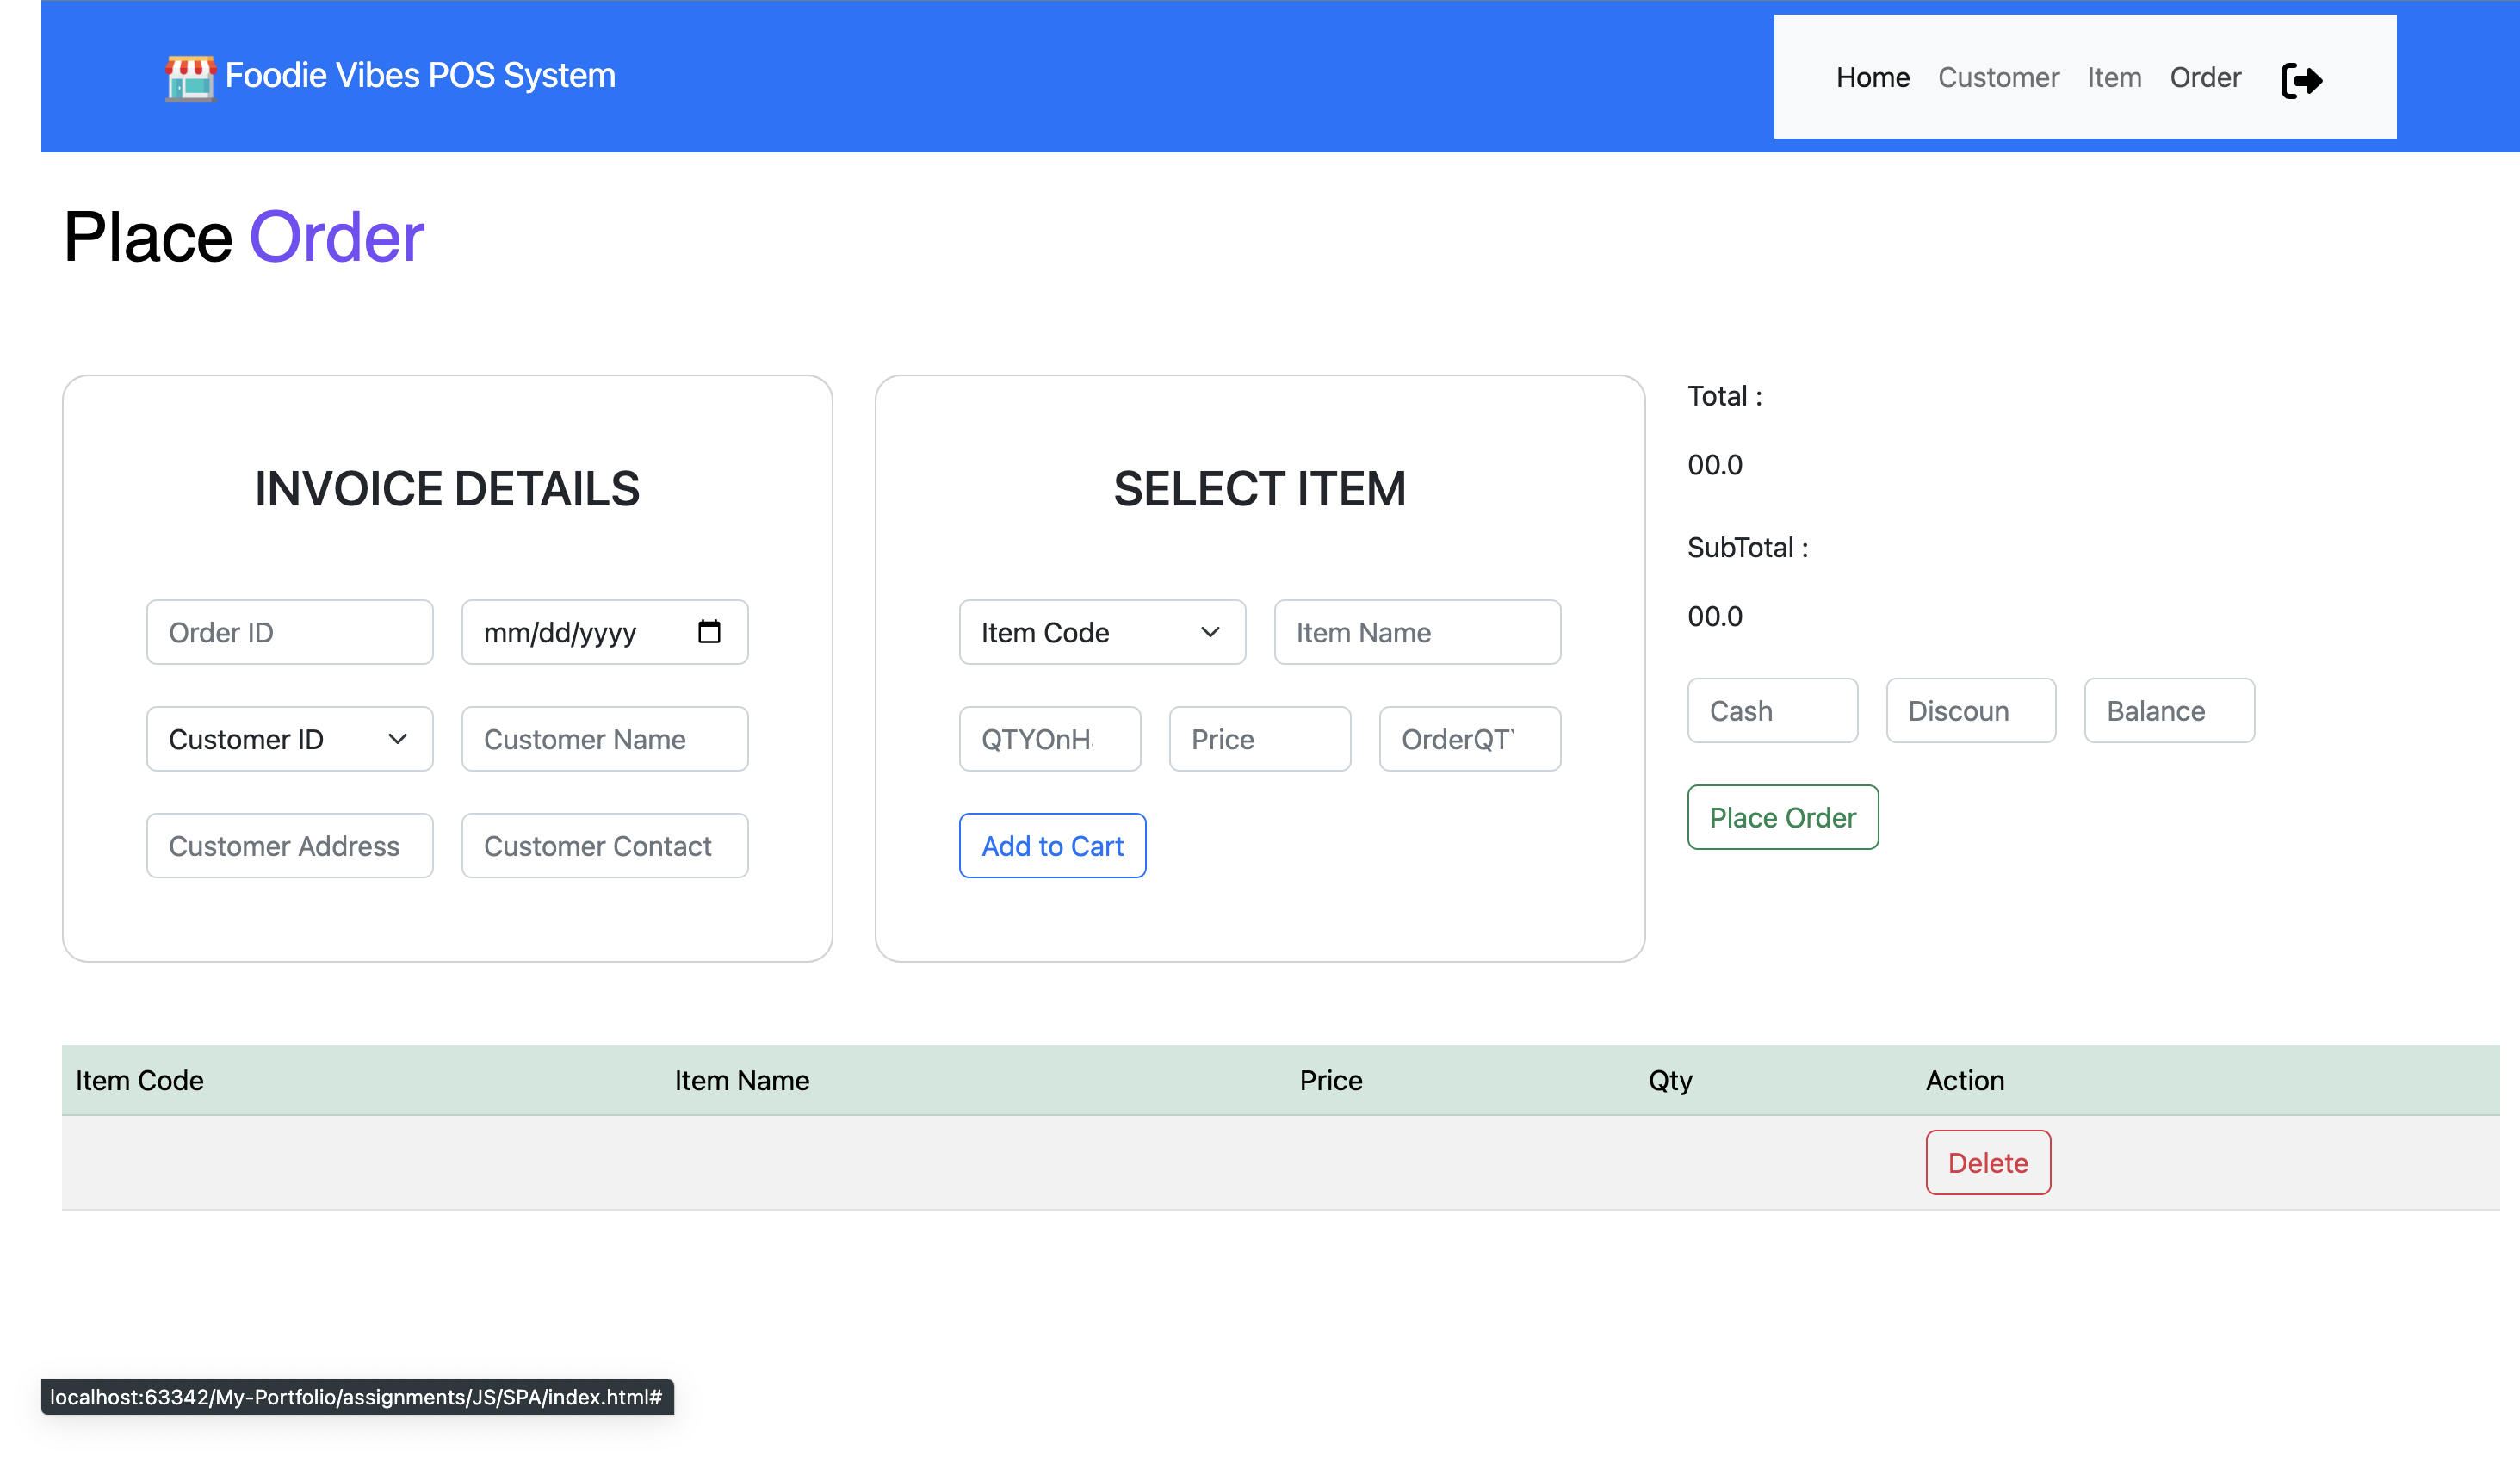 Foodie Vibes POS System
Home Customer Item Order
Place Order
INVOICE DETAILS
Order ID mm/dd/yyyy
Customer ID Customer Name
Customer Address Customer Contact
SELECT ITEM
Item Code Item Name
QTYOnHa Price OrderQTY
Add to Cart
Total :
00.0
SubTotal :
00.0
Cash Discoun Balance
Place Order
Item Code Item Name Price Qty Action
Delete
localhost:63342/My-Portfolio/assignments/JS/SPA/index.html#